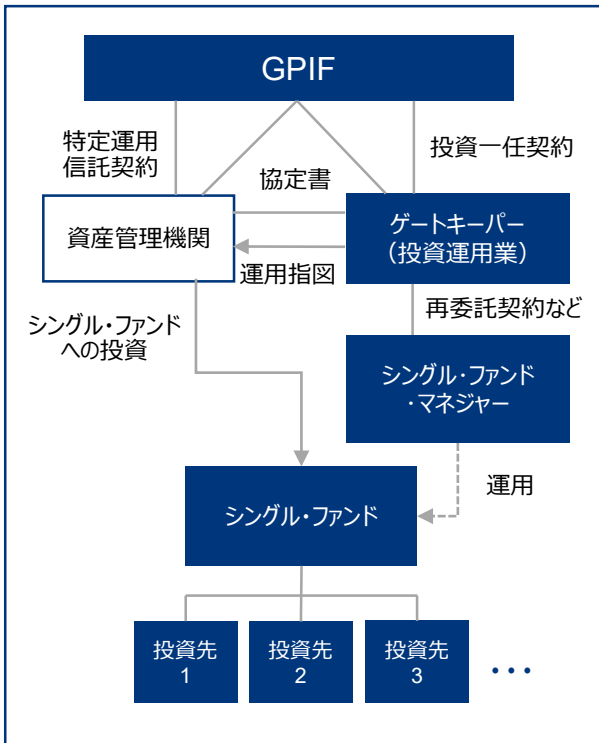 GPIF
特定運用
信託契約
協定書
投資一任契約
資産管理機関
ゲートキーパー
（投資運用業）
運用指図
シングル・ファンド
への投資
再委託契約など
シングル・ファンド
・マネジャー
運用
シングル・ファンド
投資先
1
投資先
2
投資先
3
・・・